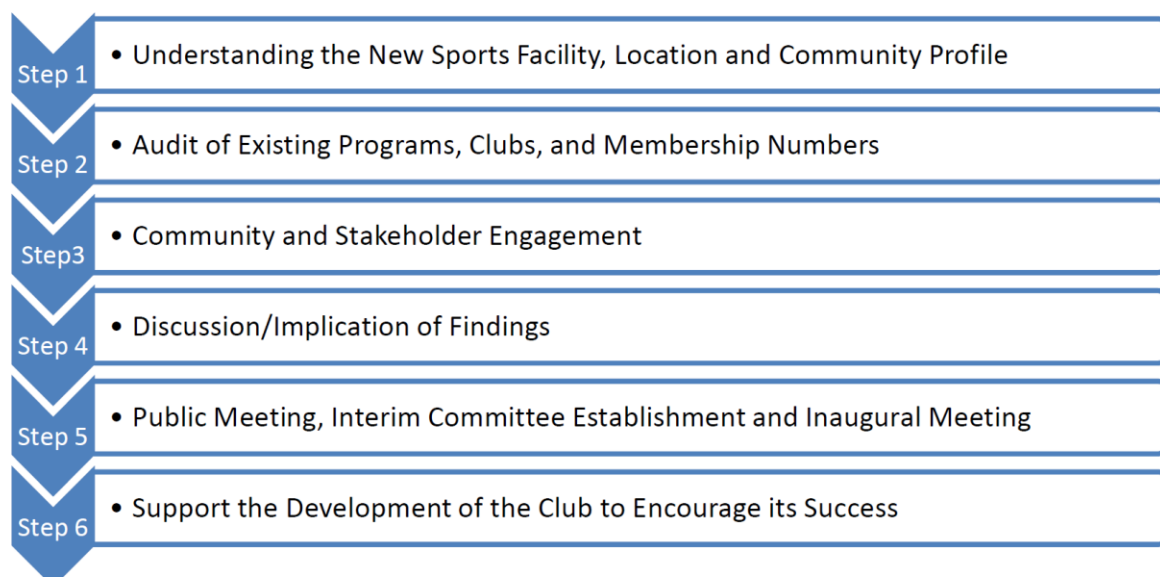 Step 1
• Understanding the New Sports Facility, Location and Community Profile
Step 2
• Audit of Existing Programs, Clubs, and Membership Numbers
Step3
• Community and Stakeholder Engagement
Step 4
• Discussion/Implication of Findings
Step 5
• Public Meeting, Interim Committee Establishment and Inaugural Meeting
Step 6
• Support the Development of the Club to Encourage its Success